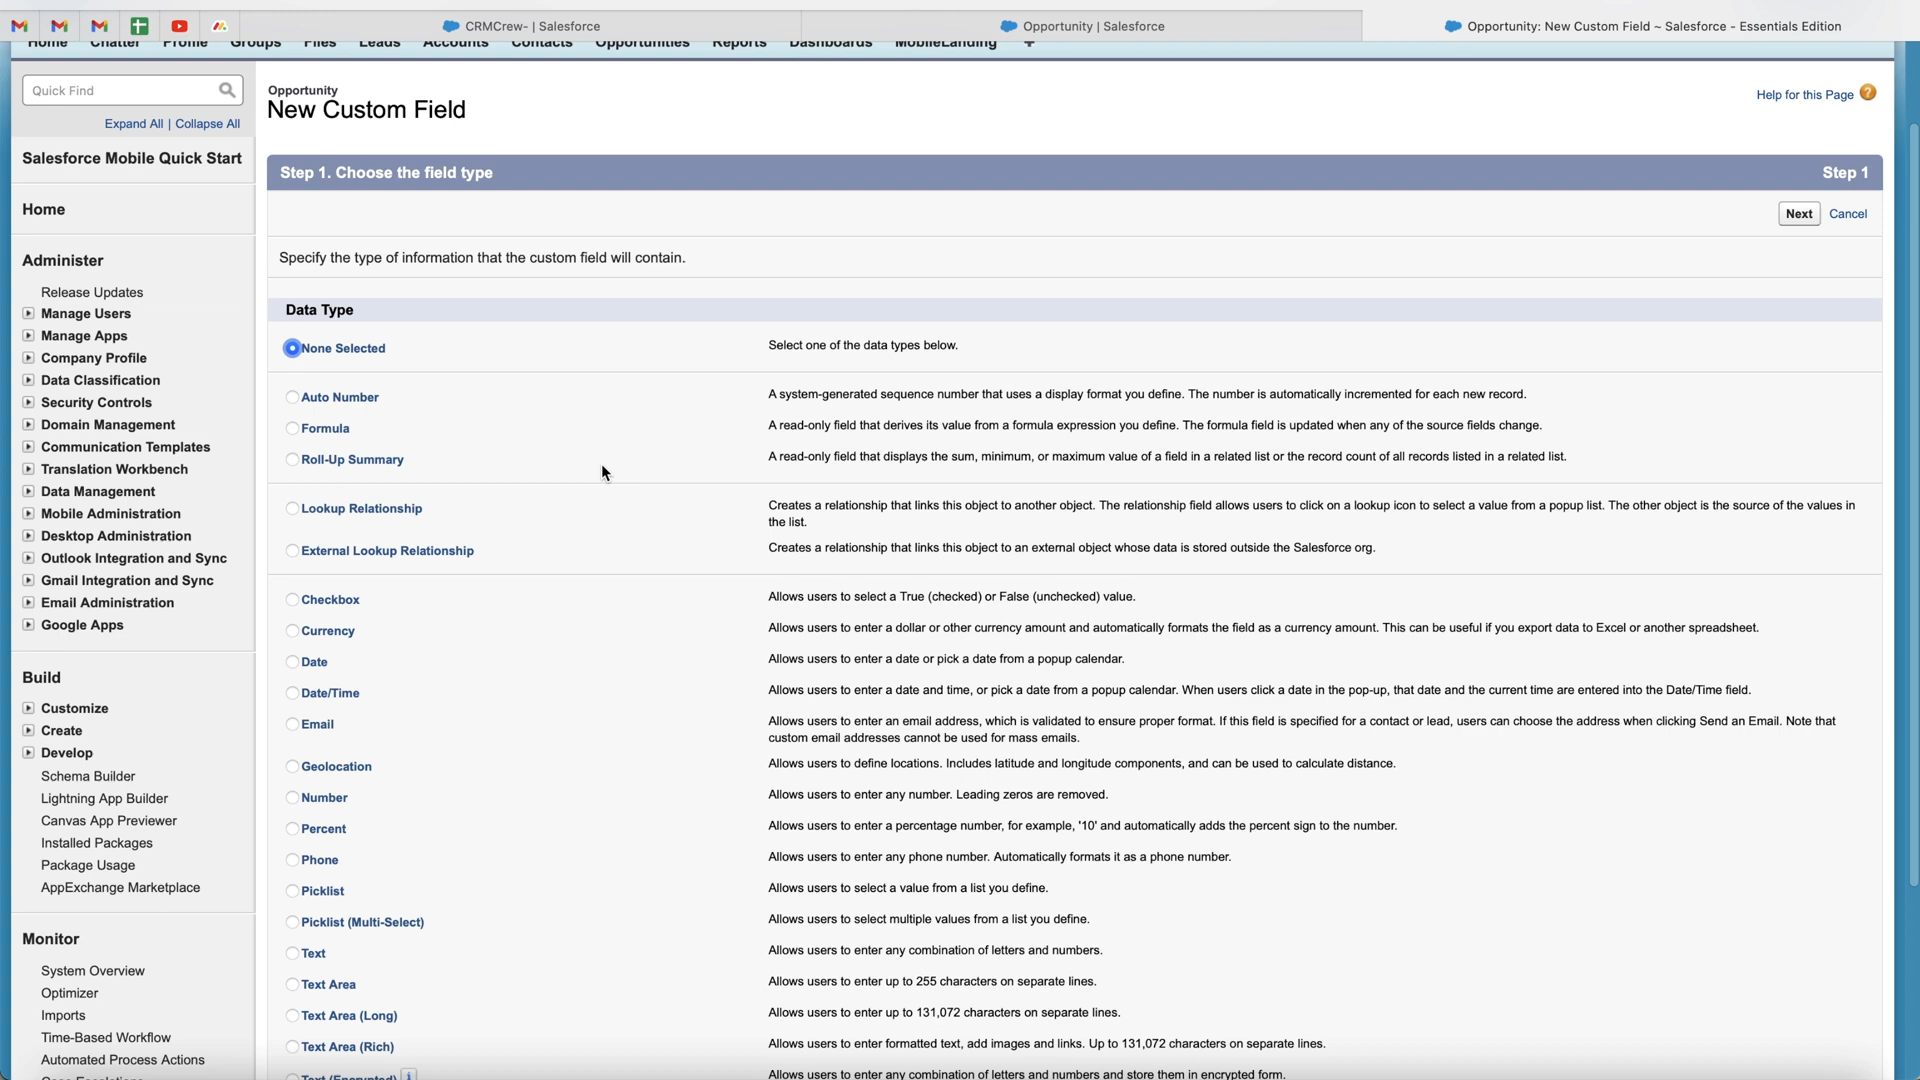 CRMCrew- | Salesforce
Opportunity | Salesforce
Opportunity: New Custom Field ~ Salesforce - Essentials Edition
Home Chatter Profile Groups Files Leads Accounts Contacts Opportunities Reports Dashboards MobileLanding +
Quick Find
Expand All | Collapse All
Salesforce Mobile Quick Start
Home
Administer
Release Updates
Manage Users
Manage Apps
Company Profile
Data Classification
Security Controls
Domain Management
Communication Templates
Translation Workbench
Data Management
Mobile Administration
Desktop Administration
Outlook Integration and Sync
Gmail Integration and Sync
Email Administration
Google Apps
Build
Customize
Create
Develop
Schema Builder
Lightning App Builder
Canvas App Previewer
Installed Packages
Package Usage
AppExchange Marketplace
Monitor
System Overview
Optimizer
Imports
Time-Based Workflow
Automated Process Actions
Case Escalations
Opportunity
New Custom Field
Help for this Page ?
Step 1. Choose the field type Step 1
Next Cancel
Specify the type of information that the custom field will contain.
Data Type
None Selected Select one of the data types below.
Auto Number A system-generated sequence number that uses a display format you define. The number is automatically incremented for each new record.
Formula A read-only field that derives its value from a formula expression you define. The formula field is updated when any of the source fields change.
Roll-Up Summary A read-only field that displays the sum, minimum, or maximum value of a field in a related list or the record count of all records listed in a related list.
Lookup Relationship Creates a relationship that links this object to another object. The relationship field allows users to click on a lookup icon to select a value from a popup list. The other object is the source of the values in
the list.
External Lookup Relationship Creates a relationship that links this object to an external object whose data is stored outside the Salesforce org.
Checkbox Allows users to select a True (checked) or False (unchecked) value.
Currency Allows users to enter a dollar or other currency amount and automatically formats the field as a currency amount. This can be useful if you export data to Excel or another spreadsheet.
Date Allows users to enter a date or pick a date from a popup calendar.
Date/Time Allows users to enter a date and time, or pick a date from a popup calendar. When users click a date in the pop-up, that date and the current time are entered into the Date/Time field.
Email Allows users to enter an email address, which is validated to ensure proper format. If this field is specified for a contact or lead, users can choose the address when clicking Send an Email. Note that
custom email addresses cannot be used for mass emails.
Geolocation Allows users to define locations. Includes latitude and longitude components, and can be used to calculate distance.
Number Allows users to enter any number. Leading zeros are removed.
Percent Allows users to enter a percentage number, for example, '10' and automatically adds the percent sign to the number.
Phone Allows users to enter any phone number. Automatically formats it as a phone number.
Picklist Allows users to select a value from a list you define.
Picklist (Multi-Select) Allows users to select multiple values from a list you define.
Text Allows users to enter any combination of letters and numbers.
Text Area Allows users to enter up to 255 characters on separate lines.
Text Area (Long) Allows users to enter up to 131,072 characters on separate lines.
Text Area (Rich) Allows users to enter formatted text, add images and links. Up to 131,072 characters on separate lines.
Text (Encrypted) i Allows users to enter any combination of letters and numbers and store them in encrypted form.